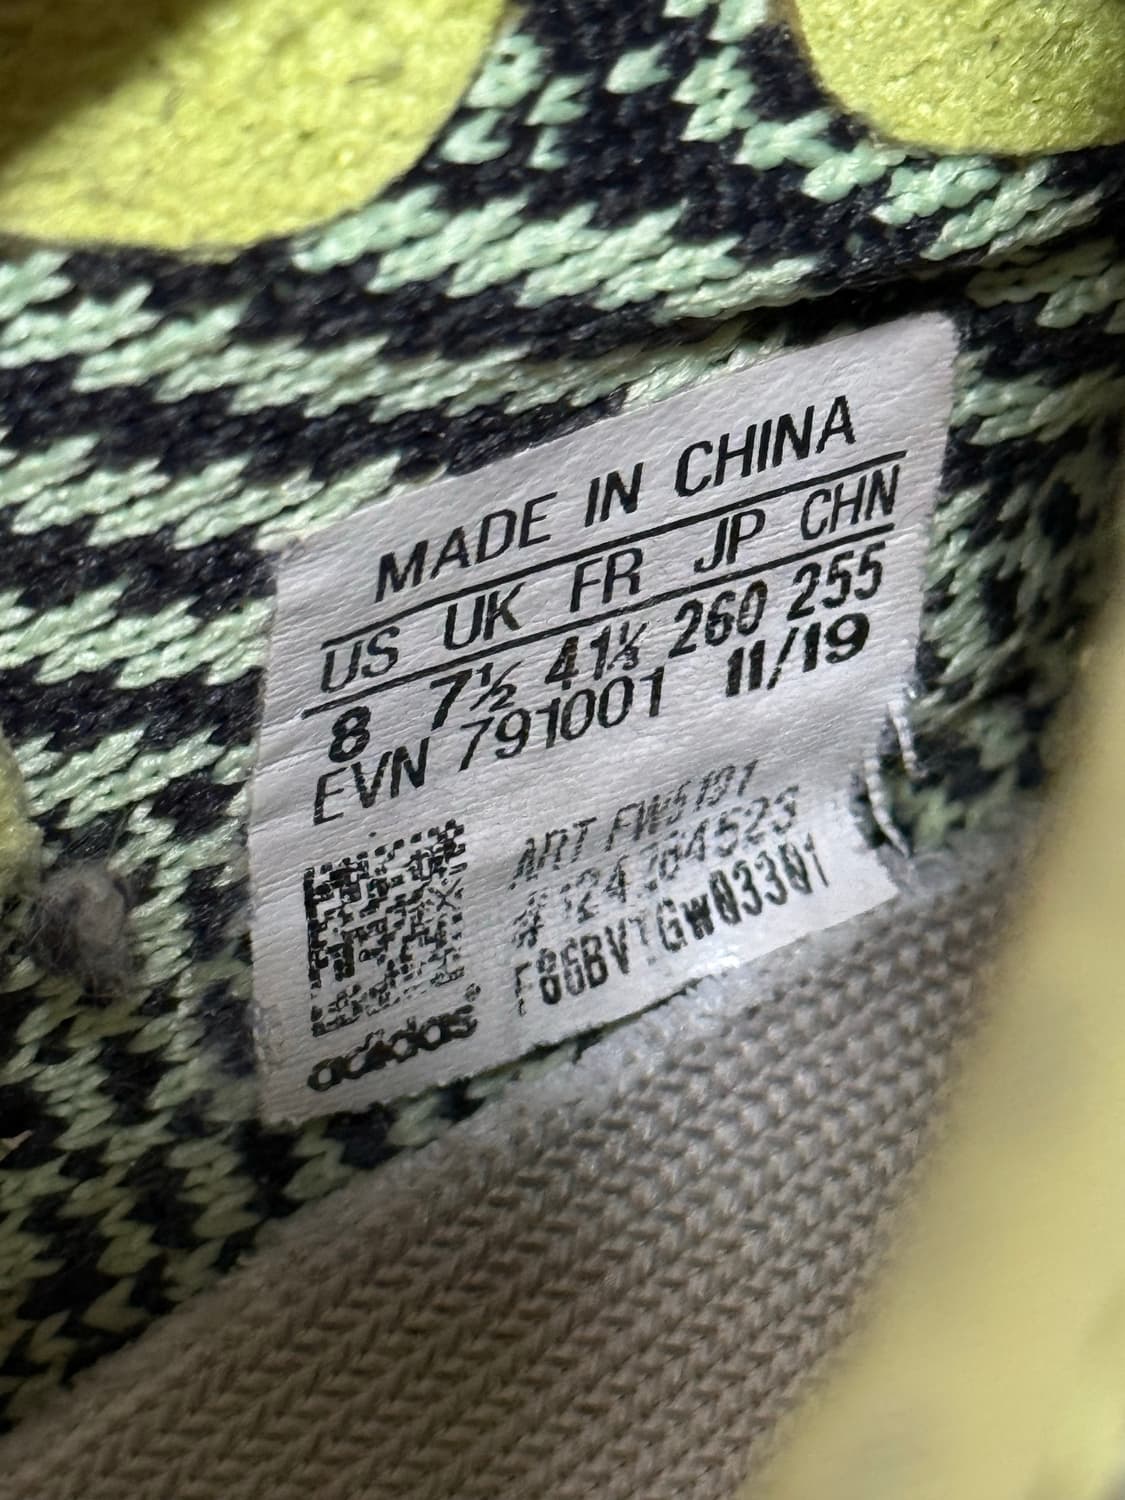 MADE IN CHINA
US UK FR JP CHN
8 7½ 41⅓ 260 255
EVN 791001 11/19
ART FW5191
adidas